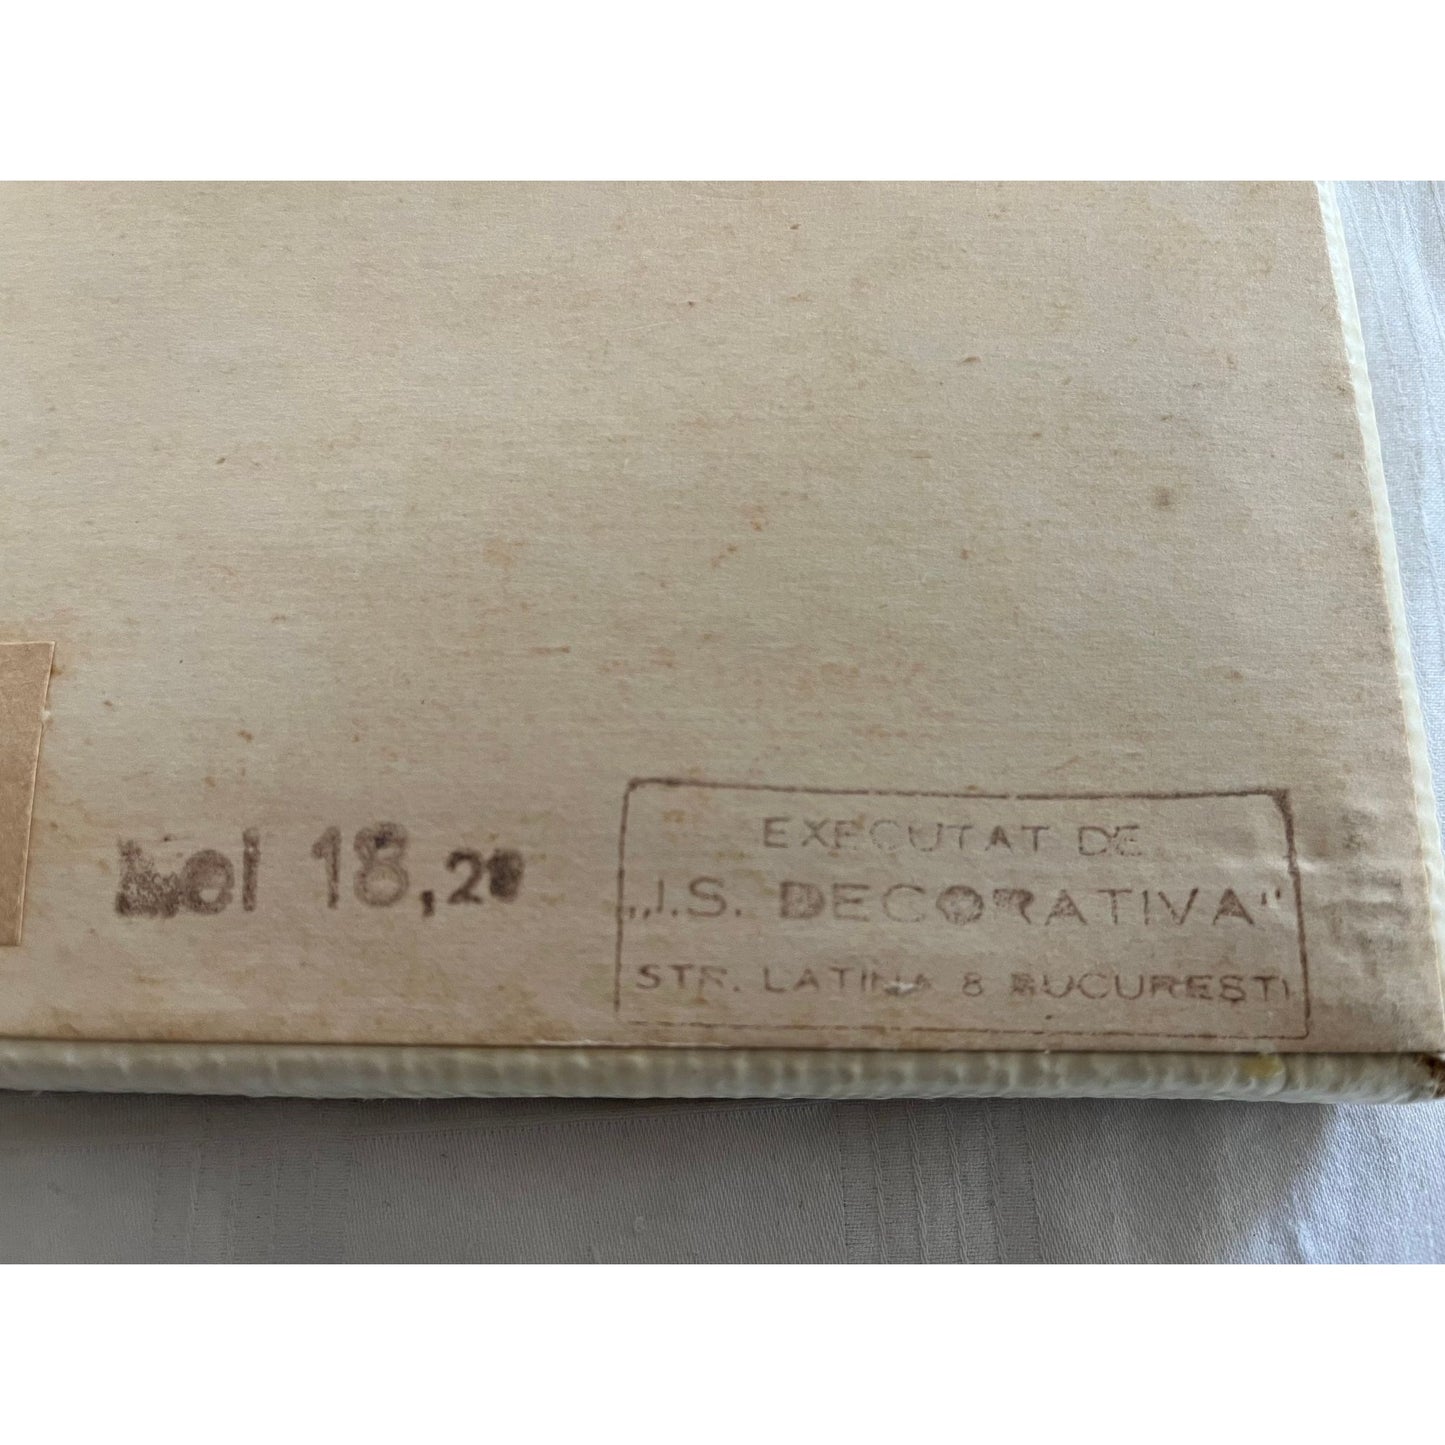 Lei 18,20
EXECUTAT DE
„I.S. DECORATIVA"
STR. LATINA 8 BUCURESTI